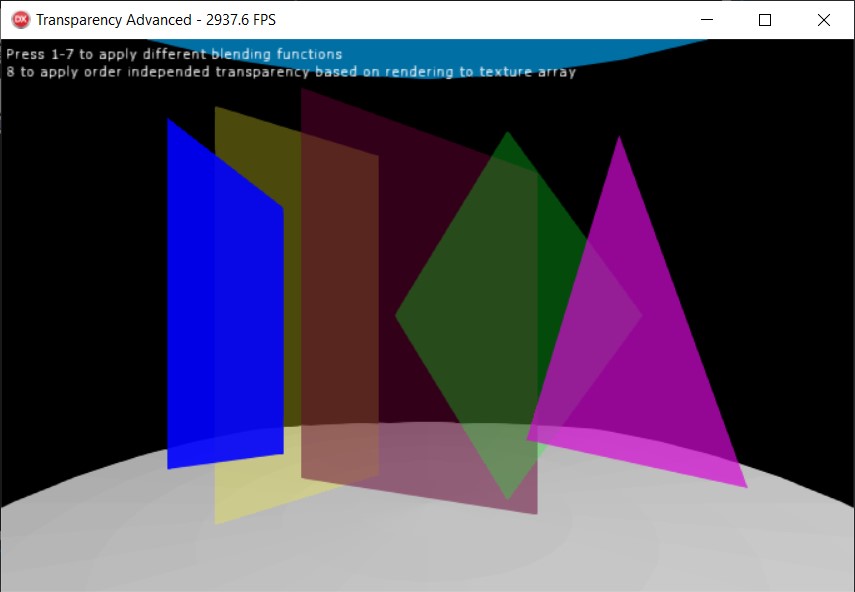 DX
Transparency Advanced - 2937.6 FPS
Press 1-7 to apply different blending functions
8 to apply order independent transparency based on rendering to texture array